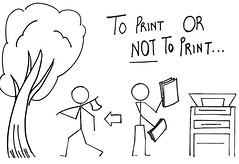 TO PRINT OR
NOT TO PRINT...